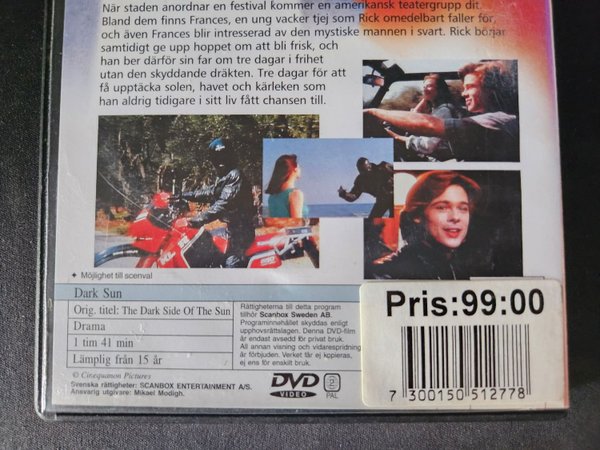 När staden anordnar en festival kommer en amerikansk teatergrupp dit.
Bland dem finns Frances, en ung vacker tjej som Rick omedelbart faller för,
och även Frances blir intresserad av den mystiske mannen i svart. Rick börjar
samtidigt ge upp hoppet om att bli frisk, och
han ber därför sin far om tre dagar i frihet
utan den skyddande dräkten. Tre dagar för att
få upptäcka solen, havet och kärleken som
han aldrig tidigare i sitt liv fått chansen till.
✦ Möjlighet till scenval
Dark Sun
Orig. titel: The Dark Side Of The Sun
Drama
1 tim 41 min
Lämplig från 15 år
Rättigheterna till detta program
tillhör Scanbox Sweden AB.
Programinnehållet skyddas enligt
upphovsrättslagen. Denna DVD-film
är endast avsedd för privat bruk.
All annan visning och vidarespridning
är förbjuden. Verket får ej kopieras,
ej ens för enskilt bruk.
© Cinequanon Pictures
Svenska rättigheter: SCANBOX ENTERTAINMENT A/S.
Ansvarig utgivare: Mikael Modigh.
DVD
VIDEO
2
PAL
Pris:99:00
7 300150 512778